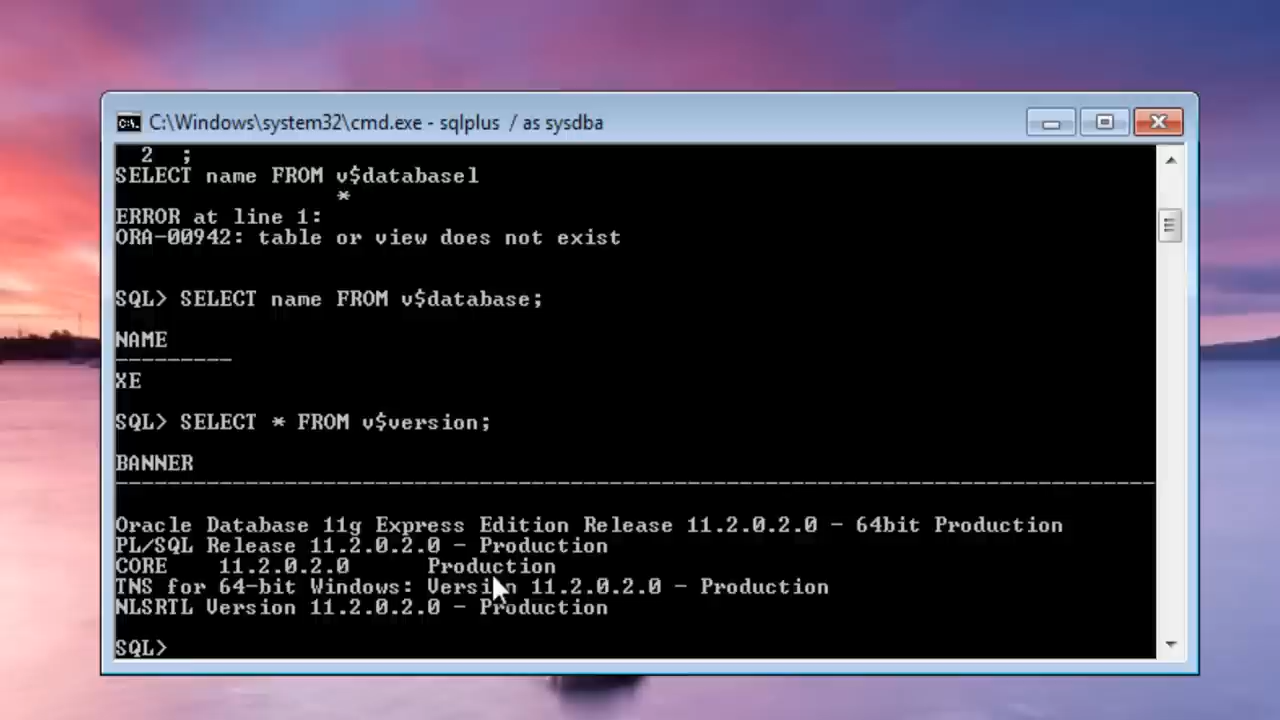 C:\Windows\system32\cmd.exe - sqlplus / as sysdba
2 ;
SELECT name FROM v$databasel
*
ERROR at line 1:
ORA-00942: table or view does not exist
SQL> SELECT name FROM v$database;
NAME
---------
XE
SQL> SELECT * FROM v$version;
BANNER
--------------------------------------------------------------------------------
Oracle Database 11g Express Edition Release 11.2.0.2.0 - 64bit Production
PL/SQL Release 11.2.0.2.0 - Production
CORE 11.2.0.2.0 Production
TNS for 64-bit Windows: Version 11.2.0.2.0 - Production
NLSRTL Version 11.2.0.2.0 - Production
SQL>